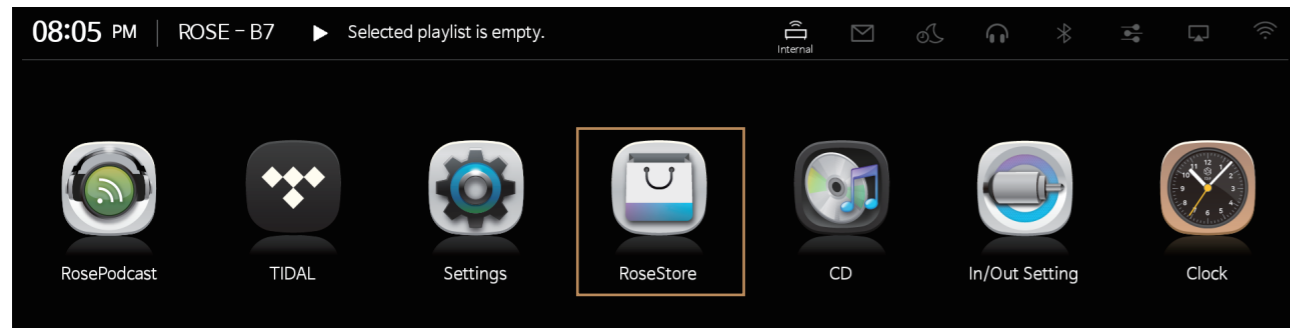 08:05 PM ROSE - B7 Selected playlist is empty.
Internal
RosePodcast TIDAL Settings RoseStore CD In/Out Setting Clock